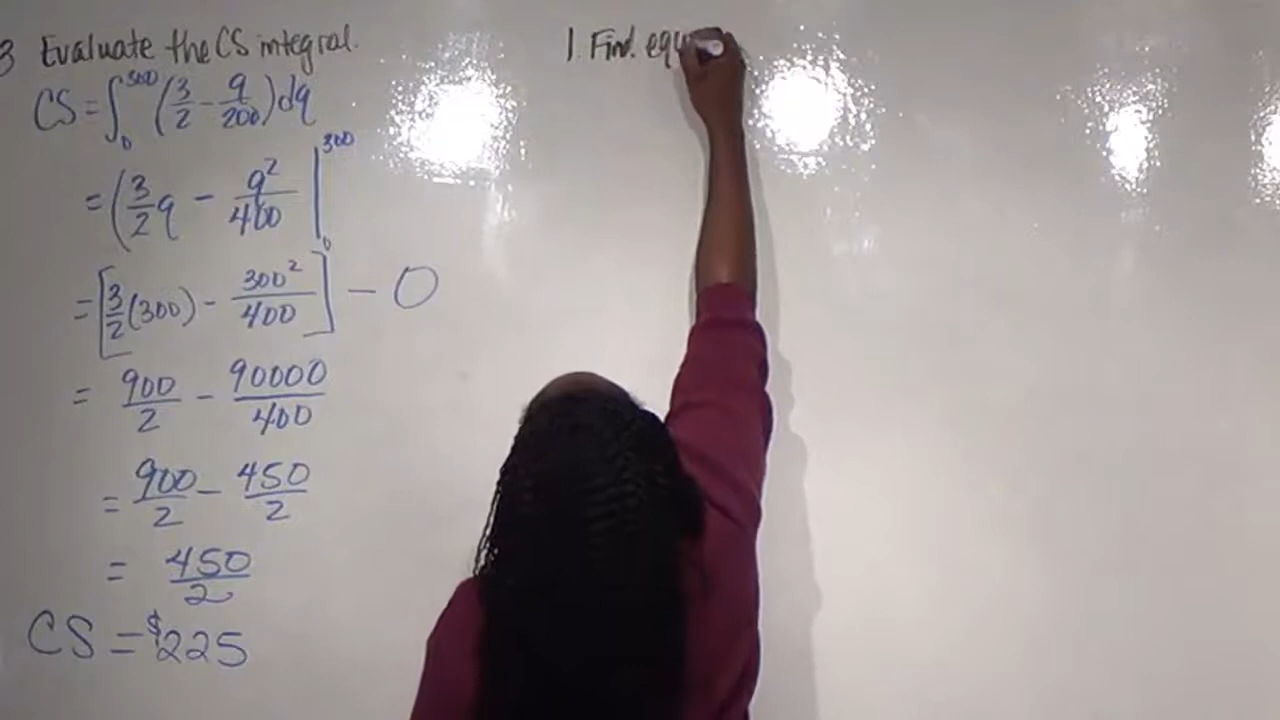 3 Evaluate the CS integral.
CS = ∫₀³⁰⁰ (3/2 - q/200) dq
= (3/2 q - q²/400 |₀³⁰⁰
= [3/2 (300) - 300²/400] - 0
= 900/2 - 90000/400
= 900/2 - 450/2
= 450/2
CS = $225
1. Find equ